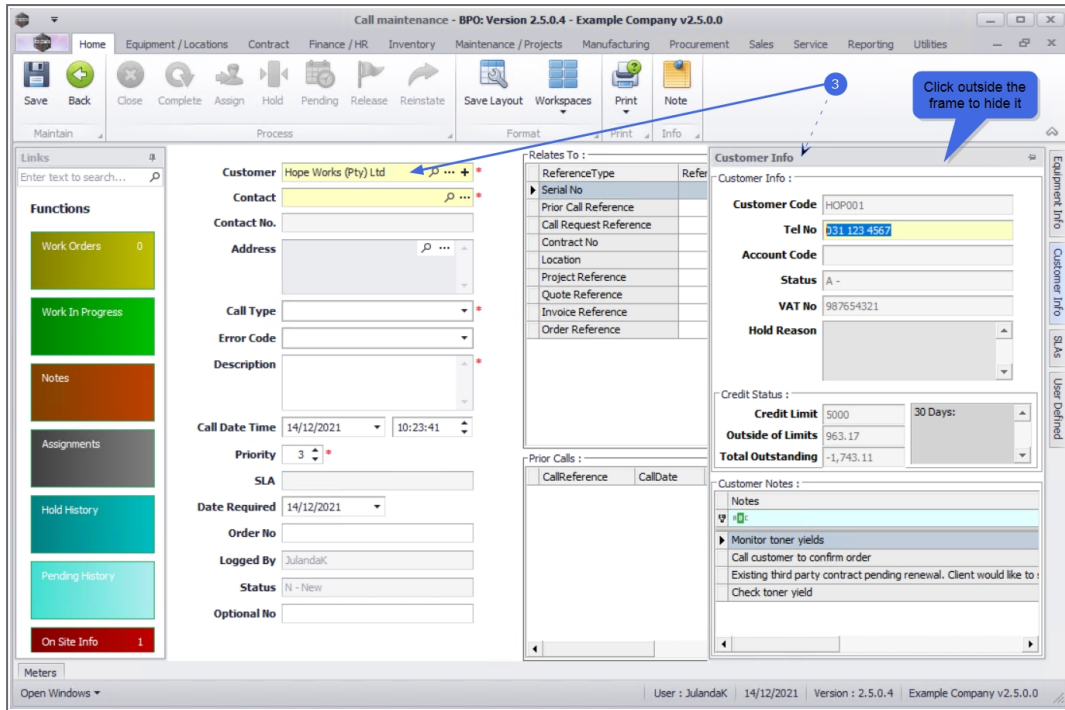 Call maintenance - BPO: Version 2.5.0.4 - Example Company v2.5.0.0
Home Equipment / Locations Contract Finance / HR Inventory Maintenance / Projects Manufacturing Procurement Sales Service Reporting Utilities
Save Back Close Complete Assign Hold Pending Release Reinstate Save Layout Workspaces Print Note
Maintain Process Format Print Info
3
Click outside the
frame to hide it
Links
Enter text to search...
Functions
Work Orders 0
Work In Progress
Notes
Assignments
Hold History
Pending History
On Site Info 1
Customer Hope Works (Pty) Ltd *
Contact *
Contact No.
Address
Call Type *
Error Code
Description *
Call Date Time 14/12/2021 10:23:41
Priority 3 *
SLA
Date Required 14/12/2021
Order No
Logged By JulandaK
Status N - New
Optional No
Relates To :
ReferenceType Refer
Serial No
Prior Call Reference
Call Request Reference
Contract No
Location
Project Reference
Quote Reference
Invoice Reference
Order Reference
Prior Calls :
CallReference CallDate
Customer Info
Customer Info :
Customer Code HOP001
Tel No 031 123 4567
Account Code
Status A -
VAT No 987654321
Hold Reason
Credit Status :
Credit Limit 5000
Outside of Limits 963.17
Total Outstanding -1,743.11
30 Days:
Customer Notes :
Notes
Monitor toner yields
Call customer to confirm order
Existing third party contract pending renewal. Client would like to
Check toner yield
Equipment Info
Customer Info
SLAs
User Defined
Meters
Open Windows User : JulandaK 14/12/2021 Version : 2.5.0.4 Example Company v2.5.0.0